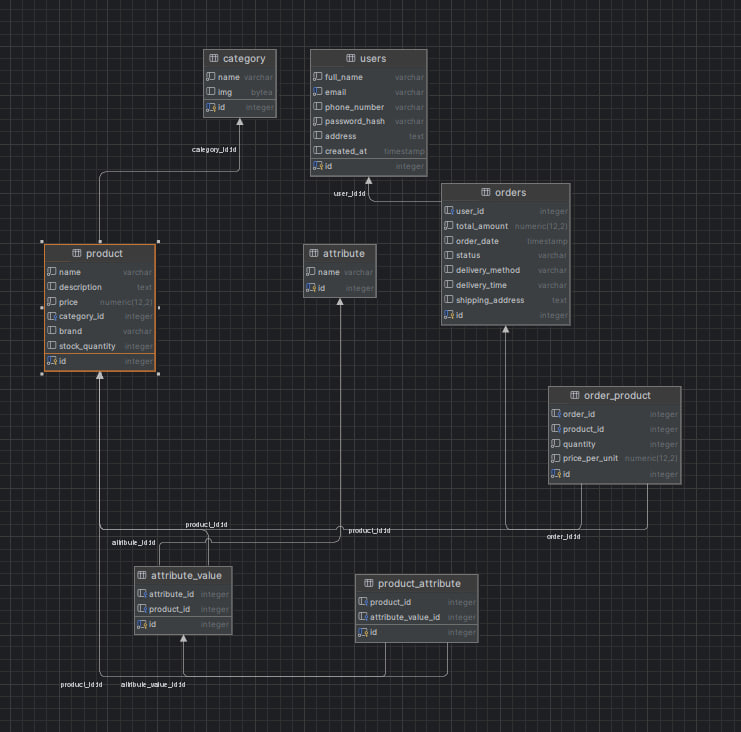 category
name varchar
img bytea
id integer
users
full_name varchar
email varchar
phone_number varchar
password_hash varchar
address text
created_at timestamp
id integer
category_id:id
user_id:id
orders
user_id integer
total_amount numeric(12,2)
order_date timestamp
status varchar
delivery_method varchar
delivery_time varchar
shipping_address text
id integer
product
name varchar
description text
price numeric(12,2)
category_id integer
brand varchar
stock_quantity integer
id integer
attribute
name varchar
id integer
order_product
order_id integer
product_id integer
quantity integer
price_per_unit numeric(12,2)
id integer
product_id:id
product_id:id
attribute_id:id
order_id:id
attribute_value
attribute_id integer
product_id integer
id integer
product_attribute
product_id integer
attribute_value_id integer
id integer
product_id:id
attribute_value_id:id